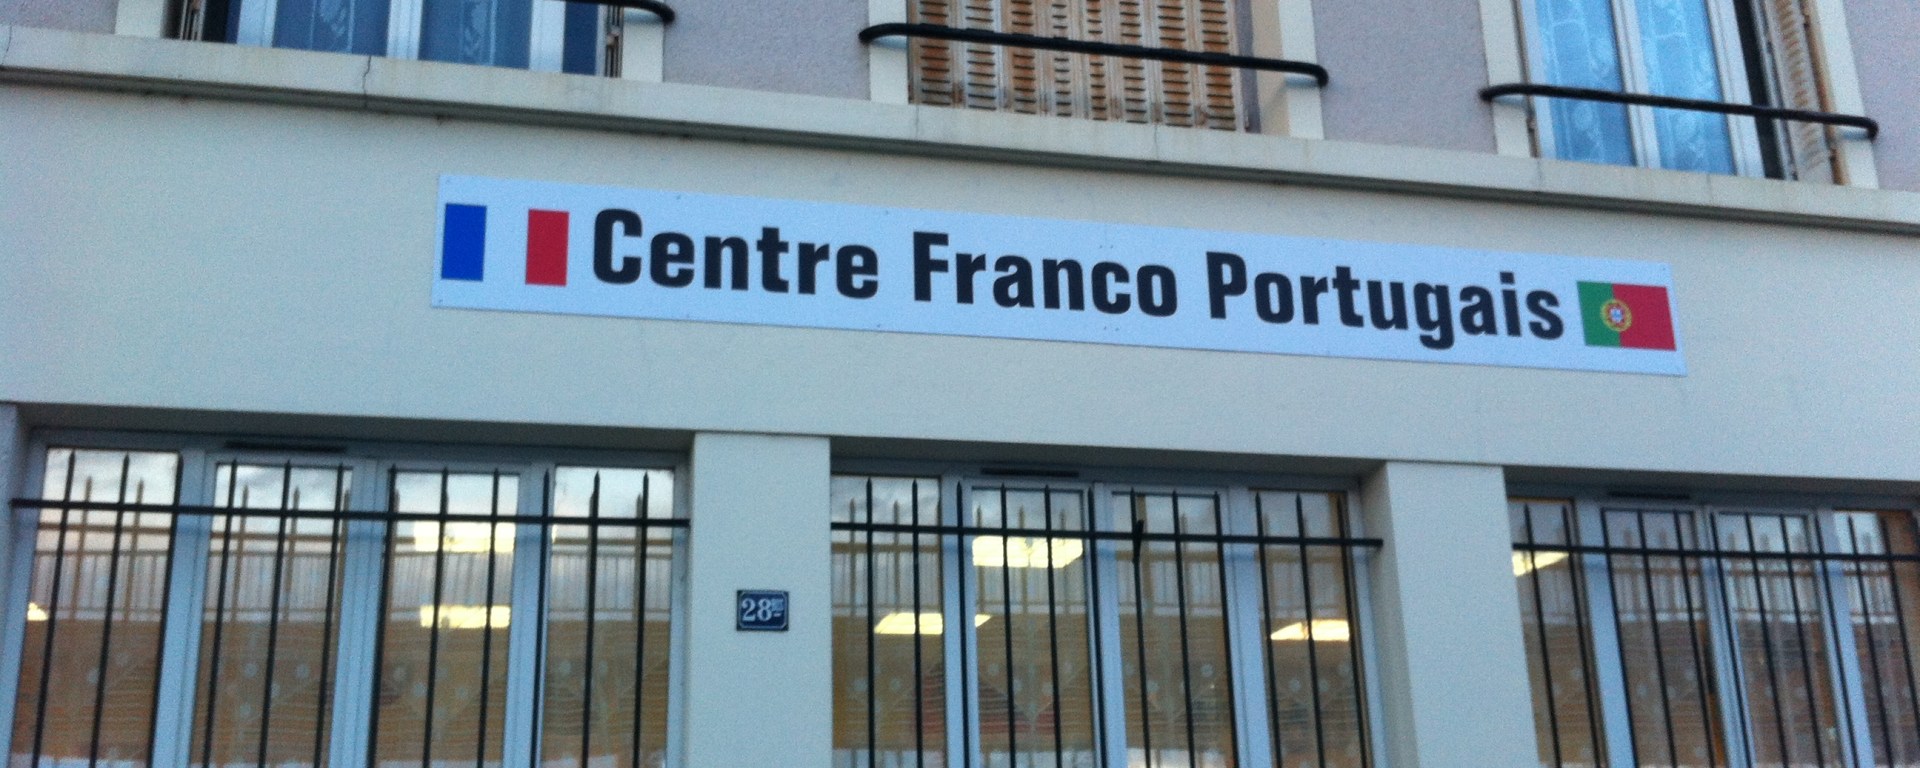 Centre Franco Portugais
28